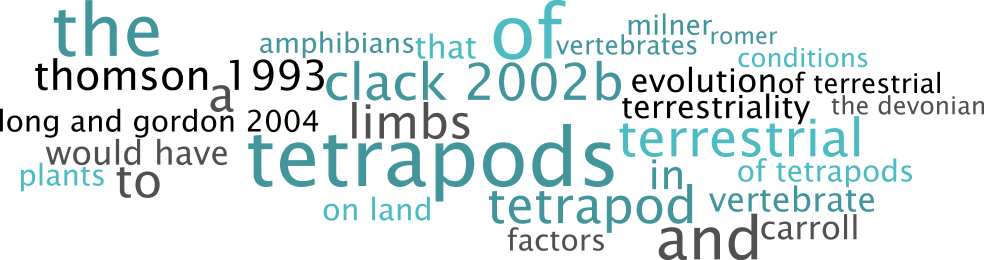 the
amphibians
that
of
vertebrates
milner
romer
conditions
thomson 1993
a
clack 2002b
evolution
of terrestrial
terrestriality
the devonian
long and gordon 2004
limbs
terrestrial
would have
tetrapods
plants
to
in
of tetrapods
on land
tetrapod
vertebrate
factors
and
carroll